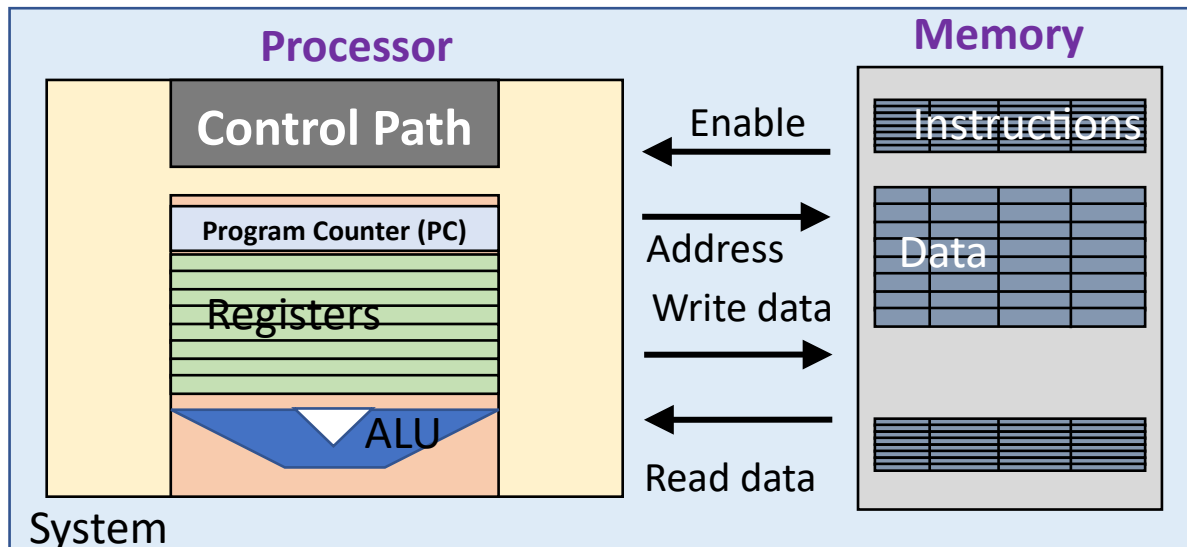 Processor
Memory
Control Path
Enable
Instructions
Program Counter (PC)
Address
Data
Registers
Write data
ALU
Read data
System